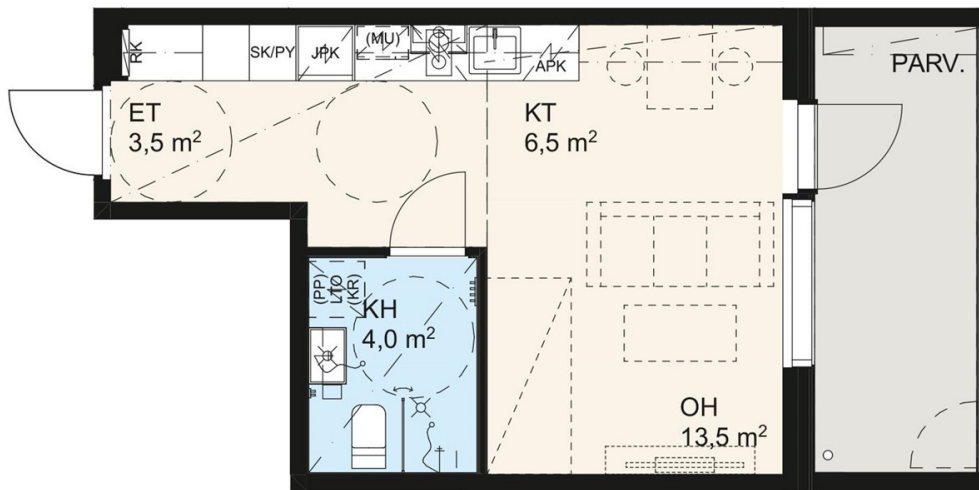 RK
SK/PY
JPK
(MU)
APK
PARV.
ET
3,5 m²
KT
6,5 m²
(PP)
LTO
(KR)
KH
4,0 m²
OH
13,5 m²